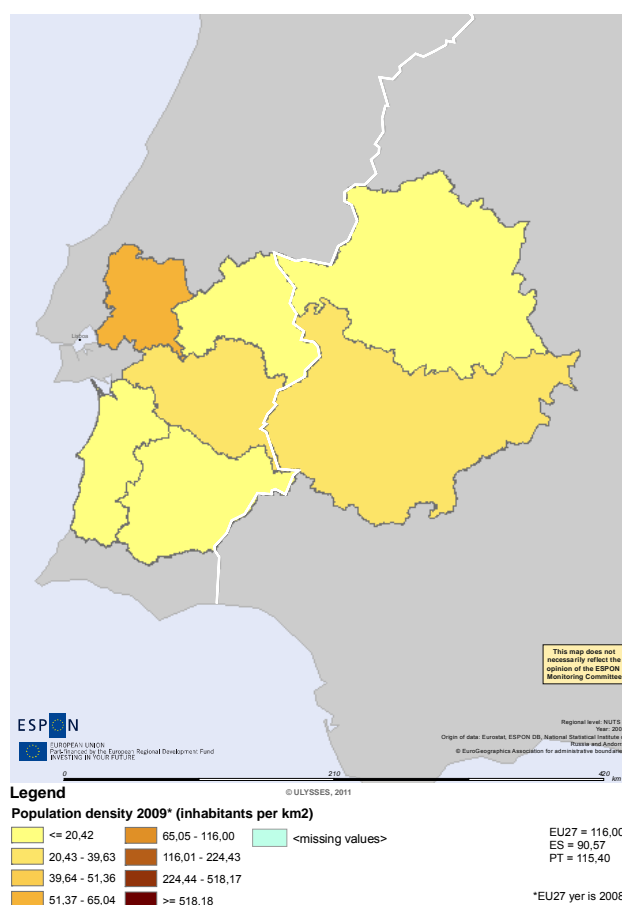 Lisboa
This map does not
necessarily reflect the
opinion of the ESPON
Monitoring Committee
ESPON
EUROPEAN UNION
Part-financed by the European Regional Development Fund
INVESTING IN YOUR FUTURE
Regional level: NUTS
Year: 200
Origin of data: Eurostat, ESPON DB, National Statistical Institute
Russia and Andorr
© EuroGeographics Association for administrative boundarie
0 210 420
km
© ULYSSES, 2011
Legend
Population density 2009* (inhabitants per km2)
<= 20,42
20,43 - 39,63
39,64 - 51,36
51,37 - 65,04
65,05 - 116,00
116,01 - 224,43
224,44 - 518,17
>= 518,18
<missing values>
EU27 = 116,00
ES = 90,57
PT = 115,40
*EU27 yer is 2008